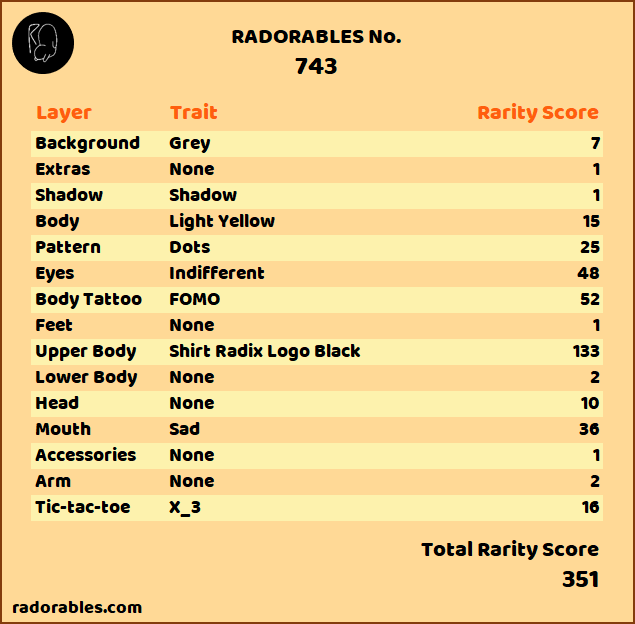 RADORABLES No.
743
Layer Trait Rarity Score
Background Grey 7
Extras None 1
Shadow Shadow 1
Body Light Yellow 15
Pattern Dots 25
Eyes Indifferent 48
Body Tattoo FOMO 52
Feet None 1
Upper Body Shirt Radix Logo Black 133
Lower Body None 2
Head None 10
Mouth Sad 36
Accessories None 1
Arm None 2
Tic-tac-toe X_3 16
Total Rarity Score
351
radorables.com